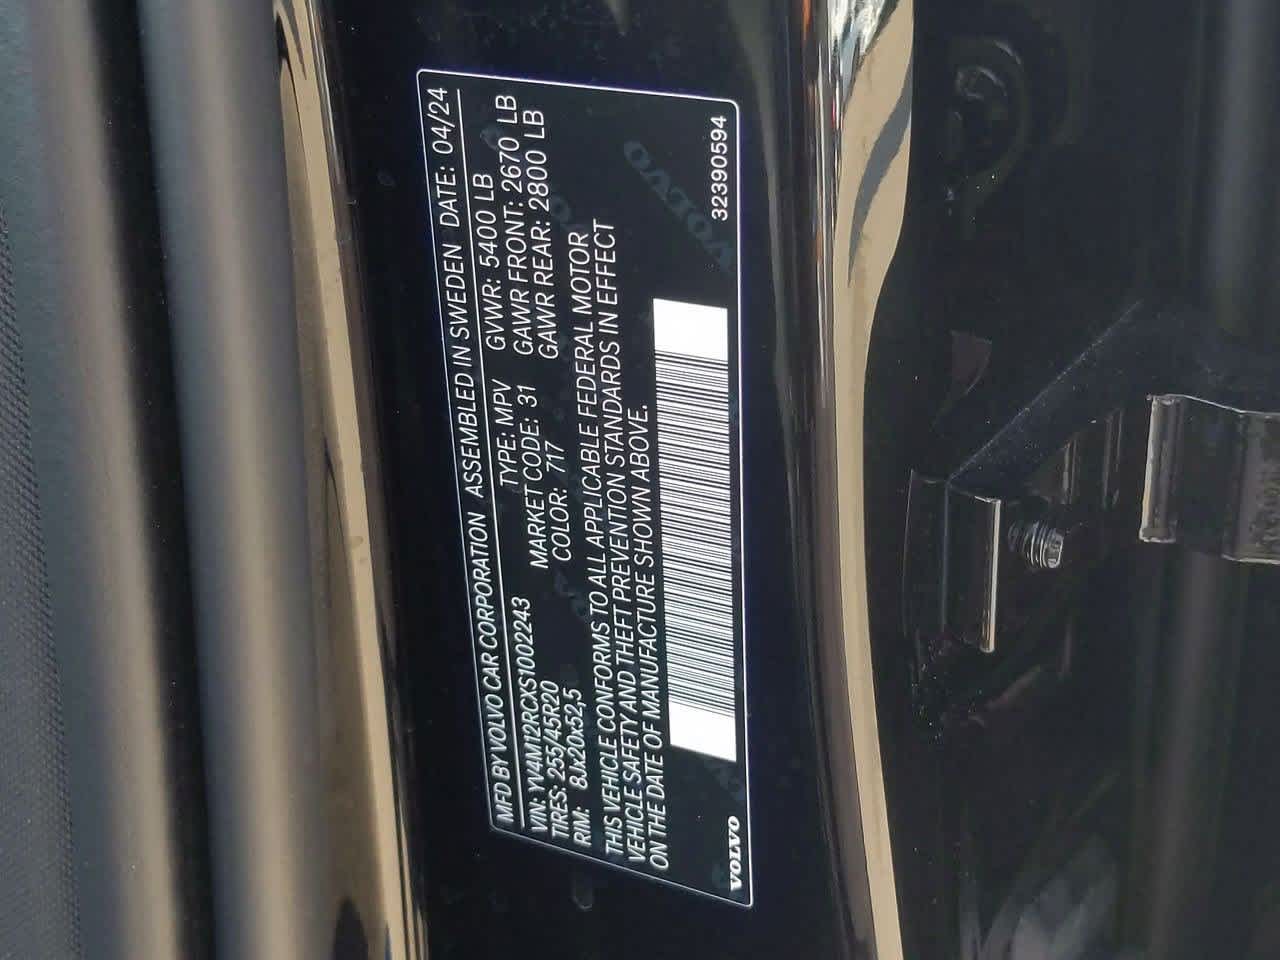 MFD BY VOLVO CAR CORPORATION ASSEMBLED IN SWEDEN DATE: 04/24
VIN: YV4M12RCXS1002243 TYPE: MPV GVWR: 5400 LB
TIRES: 255/45R20 MARKET CODE: 31 GAWR FRONT: 2670 LB
RIM: 8Jx20x52,5 COLOR: 717 GAWR REAR: 2800 LB
THIS VEHICLE CONFORMS TO ALL APPLICABLE FEDERAL MOTOR
VEHICLE SAFETY AND THEFT PREVENTION STANDARDS IN EFFECT
ON THE DATE OF MANUFACTURE SHOWN ABOVE.
VOLVO 32390594